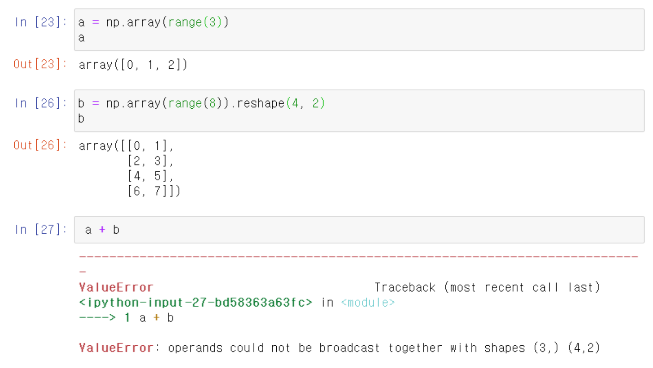 In [23]: a = np.array(range(3))
a
Out[23]: array([0, 1, 2])
In [26]: b = np.array(range(8)).reshape(4, 2)
b
Out[26]: array([[0, 1],
[2, 3],
[4, 5],
[6, 7]])
In [27]: a + b
---------------------------------------------------------------------------
ValueError Traceback (most recent call last)
<ipython-input-27-bd58363a63fc> in <module>
----> 1 a + b
ValueError: operands could not be broadcast together with shapes (3,) (4,2)